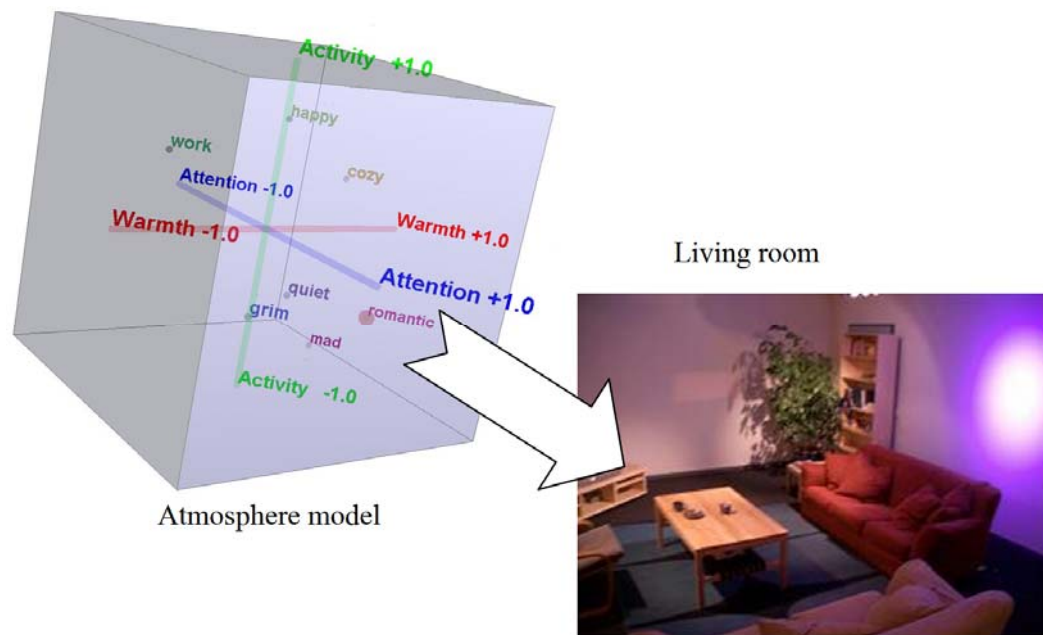 Activity +1.0
happy
work
cozy
Attention -1.0
Warmth -1.0
Warmth +1.0
Attention +1.0
quiet
grim
romantic
mad
Activity -1.0
Atmosphere model
Living room